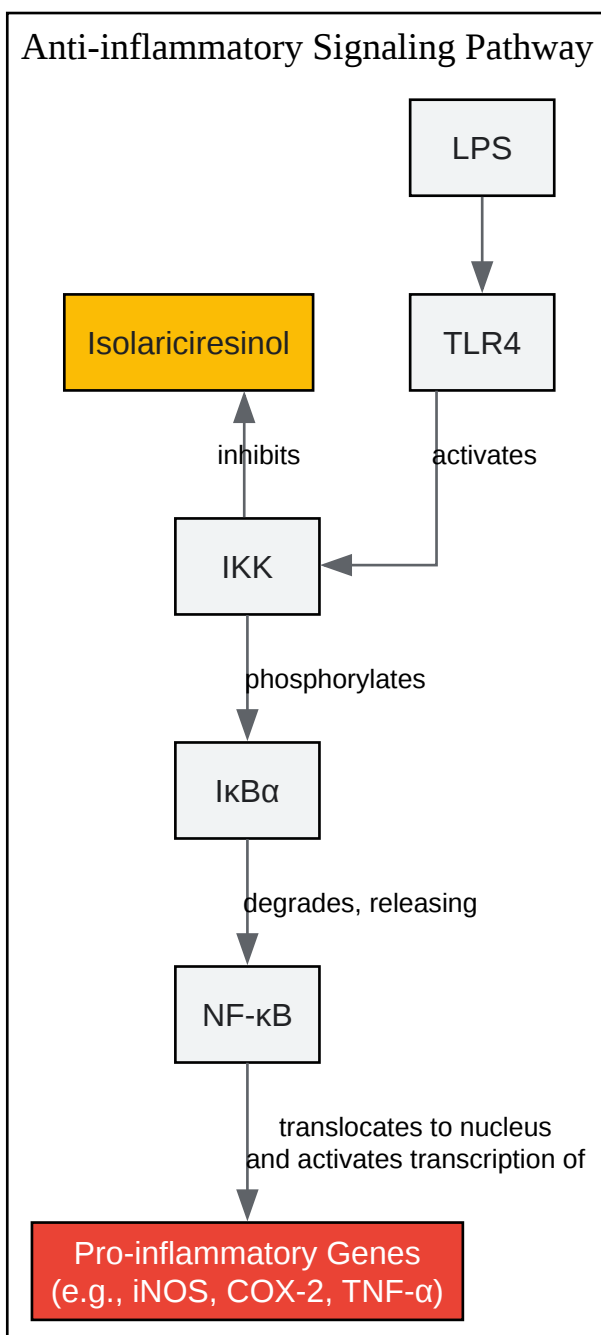 Anti-inflammatory Signaling Pathway
LPS
Isolariciresinol
TLR4
inhibits
activates
IKK
phosphorylates
IκBα
degrades, releasing
NF-κB
translocates to nucleus
and activates transcription of
Pro-inflammatory Genes
(e.g., iNOS, COX-2, TNF-α)